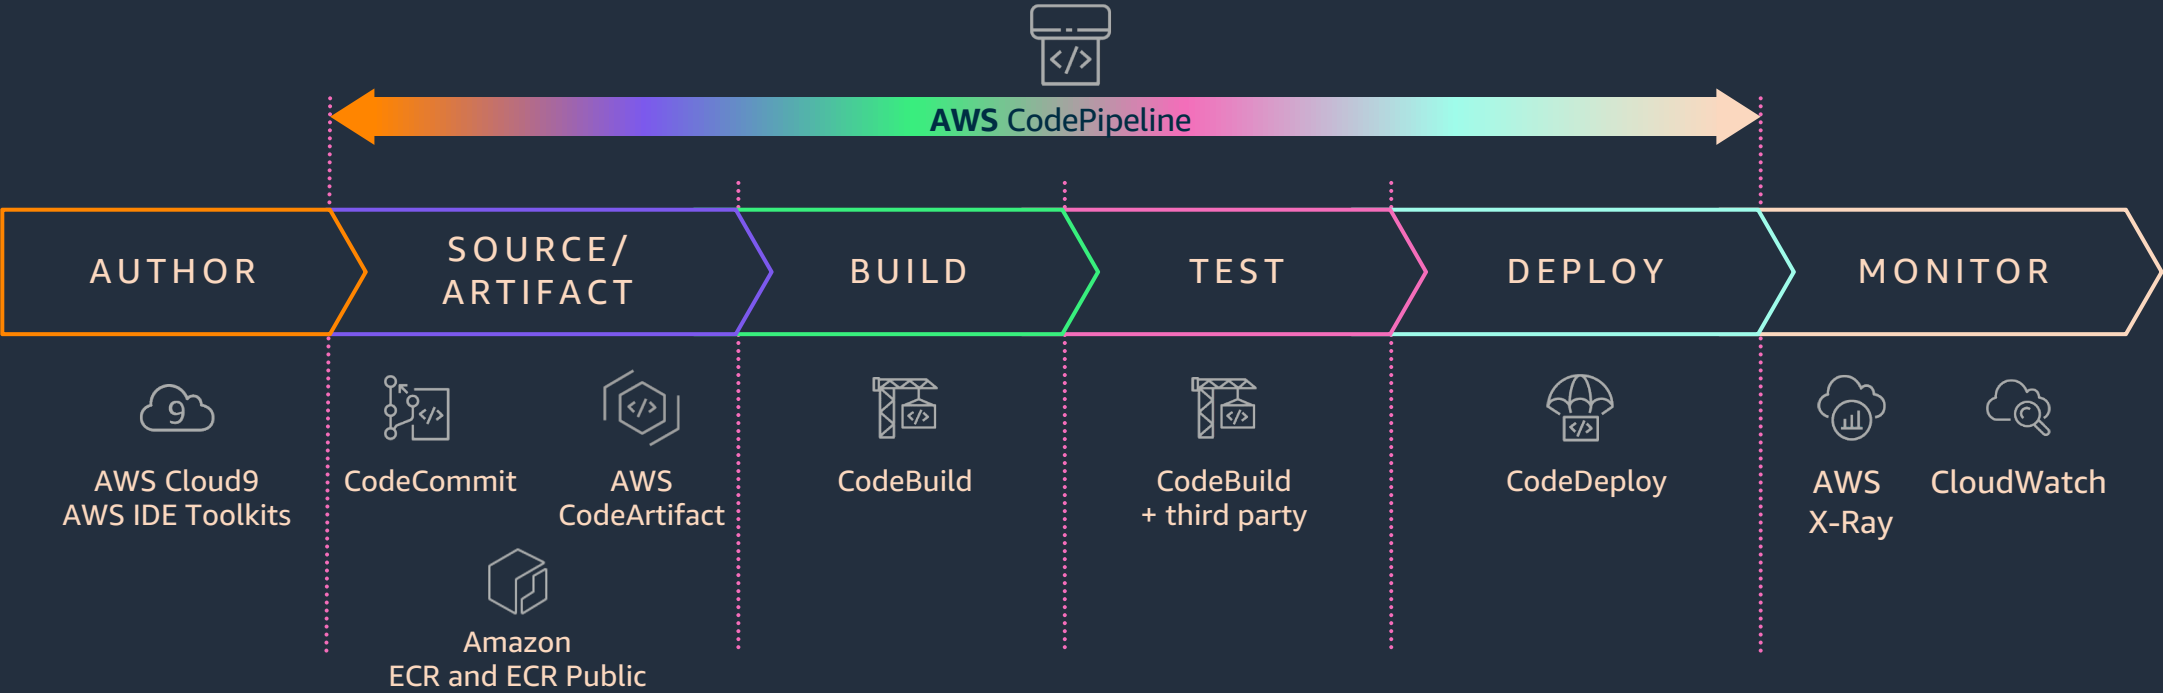 </>
AWS CodePipeline
AUTHOR
SOURCE/
ARTIFACT
BUILD
TEST
DEPLOY
MONITOR
9
AWS Cloud9
AWS IDE Toolkits
</>
CodeCommit
</>
AWS
CodeArtifact
Amazon
ECR and ECR Public
</>
CodeBuild
</>
CodeBuild
+ third party
</>
CodeDeploy
AWS
X-Ray
CloudWatch